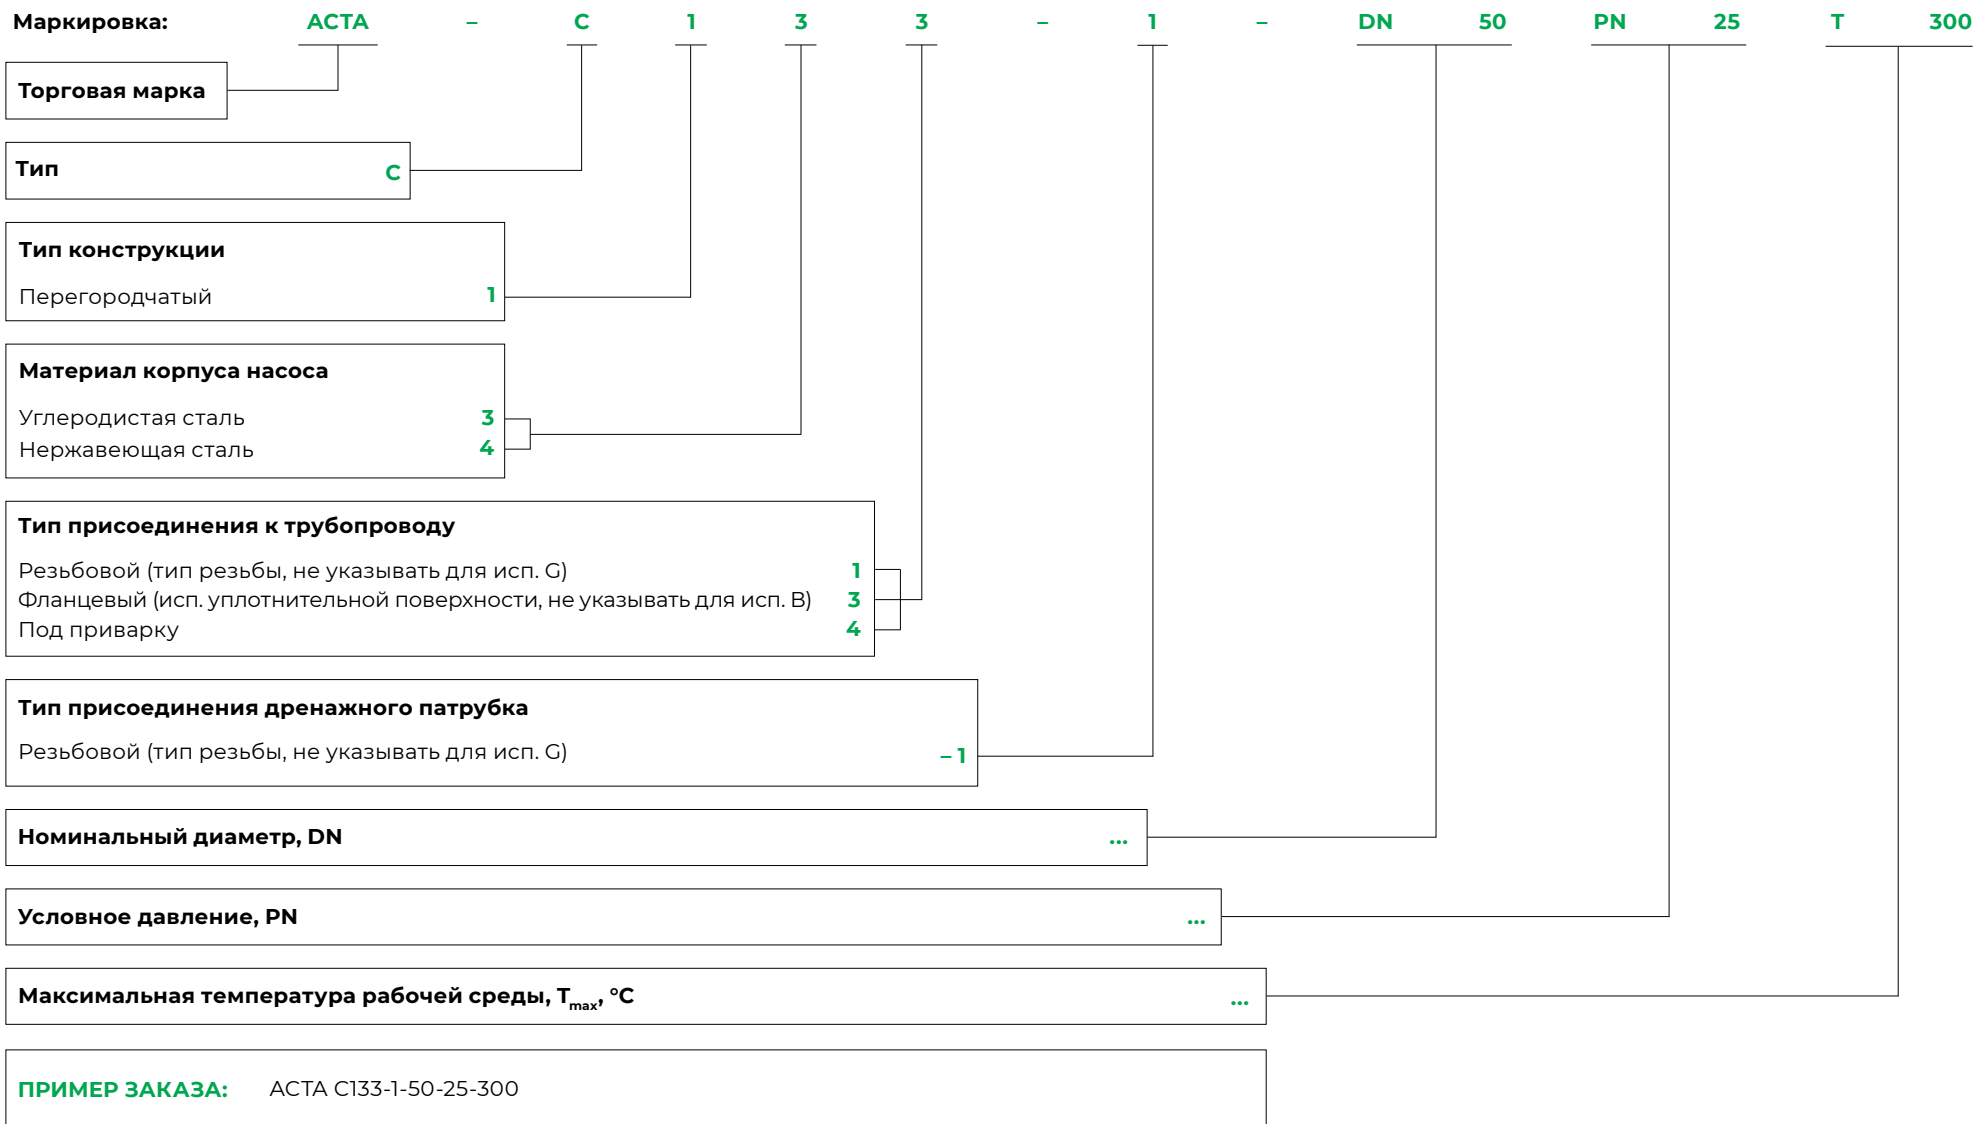 Маркировка: АСТА – С 1 3 3 – 1 – DN 50 PN 25 Т 300
Торговая марка
Тип С
Тип конструкции
Перегородчатый 1
Материал корпуса насоса
Углеродистая сталь 3
Нержавеющая сталь 4
Тип присоединения к трубопроводу
Резьбовой (тип резьбы, не указывать для исп. G) 1
Фланцевый (исп. уплотнительной поверхности, не указывать для исп. В) 3
Под приварку 4
Тип присоединения дренажного патрубка
Резьбовой (тип резьбы, не указывать для исп. G) – 1
Номинальный диаметр, DN ...
Условное давление, PN ...
Максимальная температура рабочей среды, Tmax, °С ...
ПРИМЕР ЗАКАЗА: АСТА С133-1-50-25-300